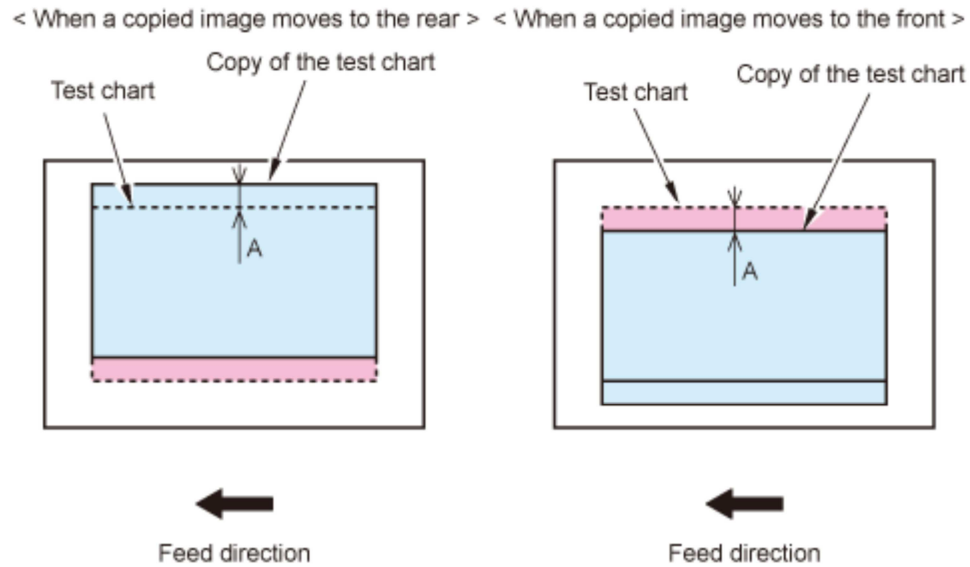 < When a copied image moves to the rear >
Test chart
Copy of the test chart
A
Feed direction
< When a copied image moves to the front >
Test chart
Copy of the test chart
A
Feed direction